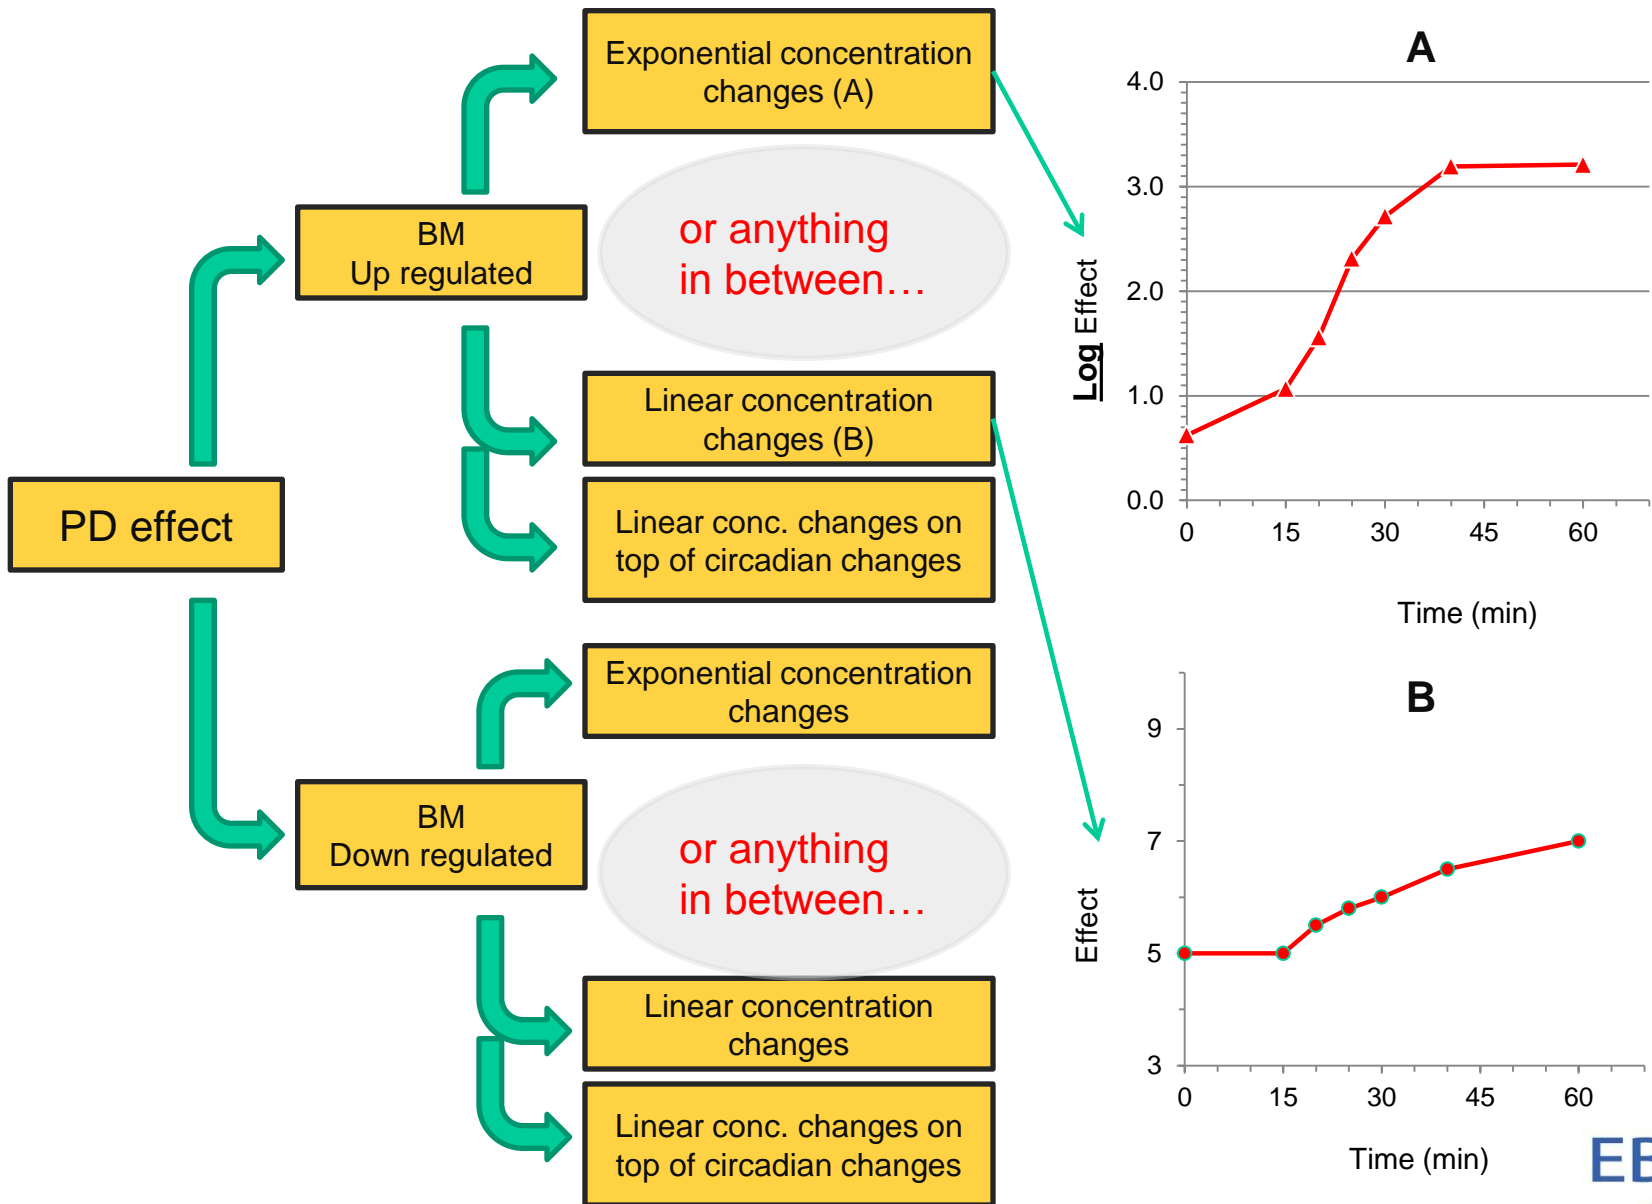 PD effect
BM
Up regulated
Exponential concentration
changes (A)
or anything
in between…
Linear concentration
changes (B)
Linear conc. changes on
top of circadian changes
BM
Down regulated
Exponential concentration
changes
or anything
in between…
Linear concentration
changes
Linear conc. changes on
top of circadian changes
A
Log Effect
4.0
3.0
2.0
1.0
0.0
0 15 30 45 60
Time (min)
B
Effect
9
7
5
3
0 15 30 45 60
Time (min)